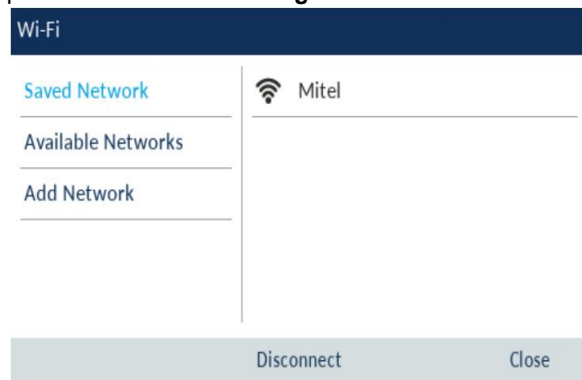 Wi-Fi
Saved Network
Mitel
Available Networks
Add Network
Disconnect
Close